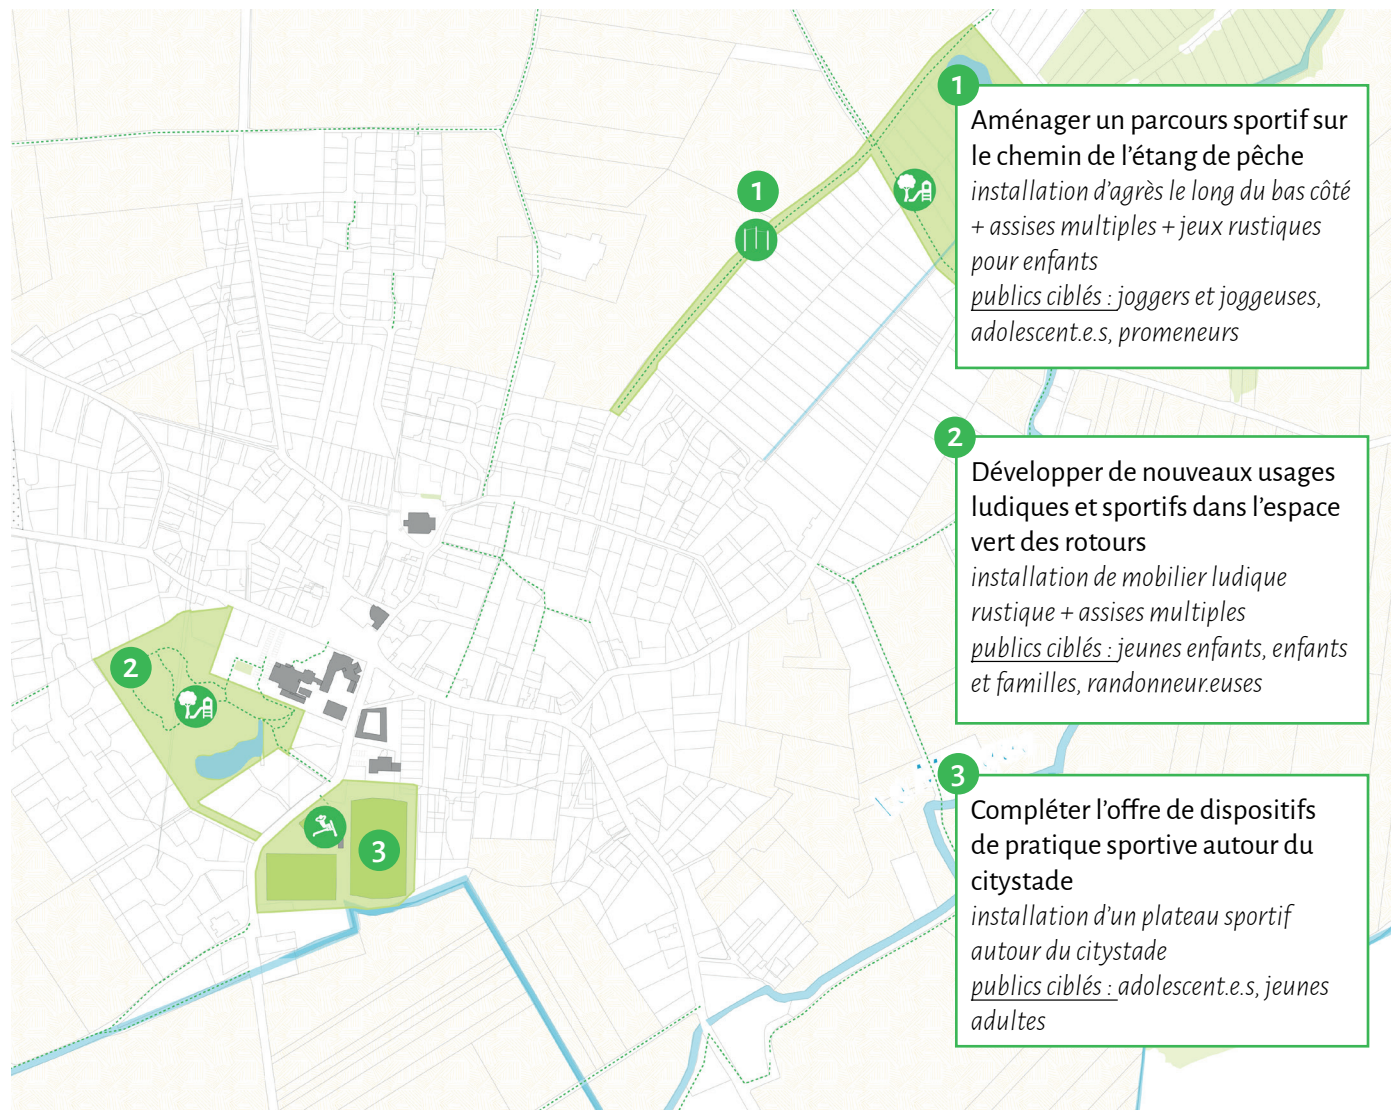 1
Aménager un parcours sportif sur
le chemin de l'étang de pêche
installation d'agrès le long du bas côté
+ assises multiples + jeux rustiques
pour enfants
publics ciblés : joggers et joggeuses,
adolescent.e.s, promeneurs
1
2
Développer de nouveaux usages
ludiques et sportifs dans l'espace
vert des rotours
installation de mobilier ludique
rustique + assises multiples
publics ciblés : jeunes enfants, enfants
et familles, randonneur.euses
2
3
Compléter l'offre de dispositifs
de pratique sportive autour du
citystade
installation d'un plateau sportif
autour du citystade
publics ciblés : adolescent.e.s, jeunes
adultes
3